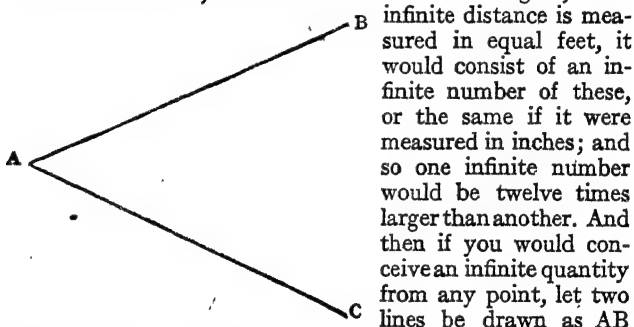 B
infinite distance is mea-
sured in equal feet, it
would consist of an in-
finite number of these,
or the same if it were
measured in inches; and
A
so one infinite number
would be twelve times
larger than another. And
then if you would con-
ceive an infinite quantity
from any point, let two
C
lines be drawn as AB